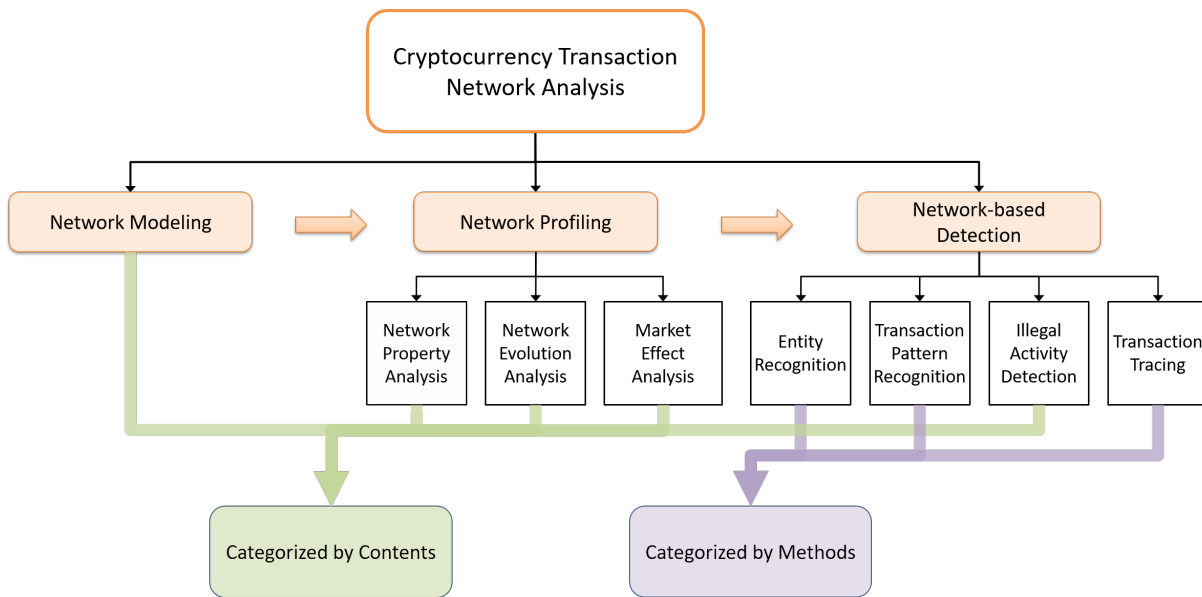 Cryptocurrency Transaction
Network Analysis
Network Modeling
Network Profiling
Network-based
Detection
Network
Property
Analysis
Network
Evolution
Analysis
Market
Effect
Analysis
Entity
Recognition
Transaction
Pattern
Recognition
Illegal
Activity
Detection
Transaction
Tracing
Categorized by Contents
Categorized by Methods